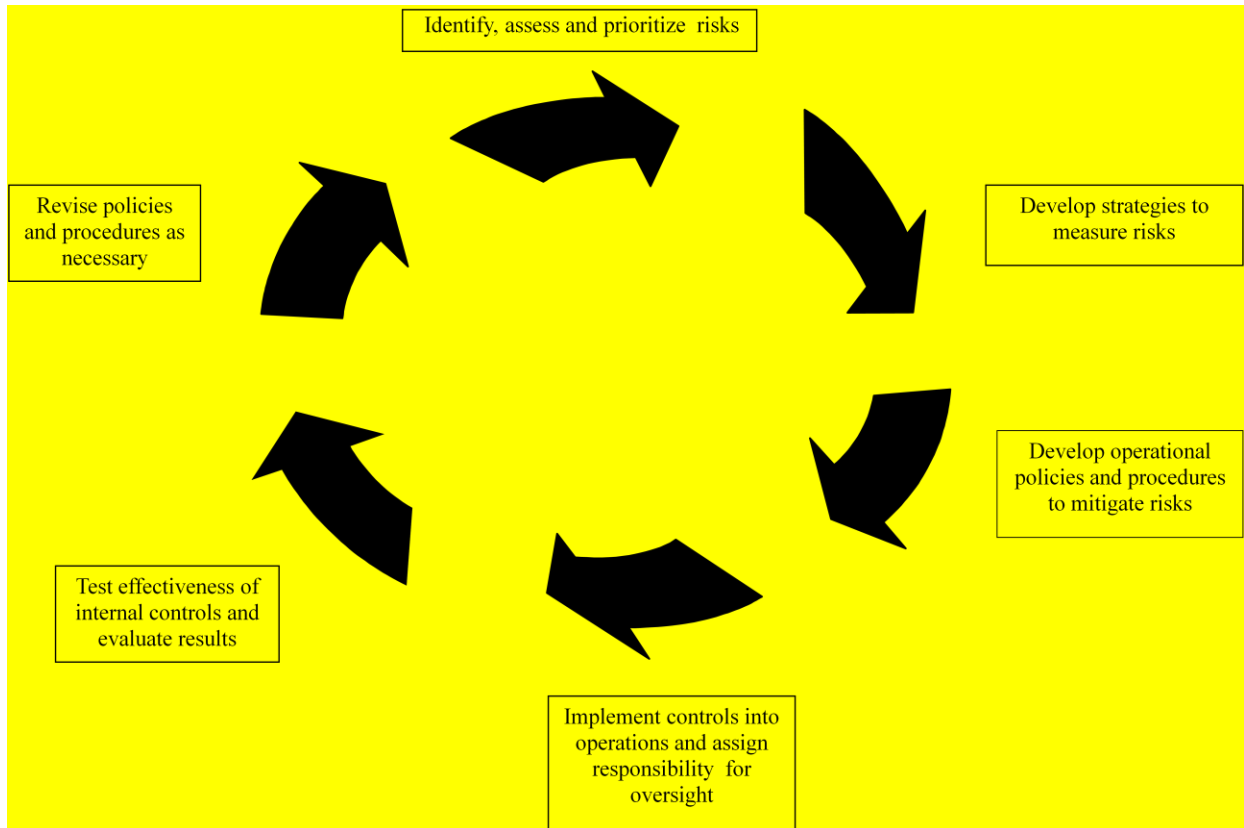 Identify, assess and prioritize risks
Develop strategies to
measure risks
Develop operational
policies and procedures
to mitigate risks
Implement controls into
operations and assign
responsibility for
oversight
Test effectiveness of
internal controls and
evaluate results
Revise policies
and procedures as
necessary